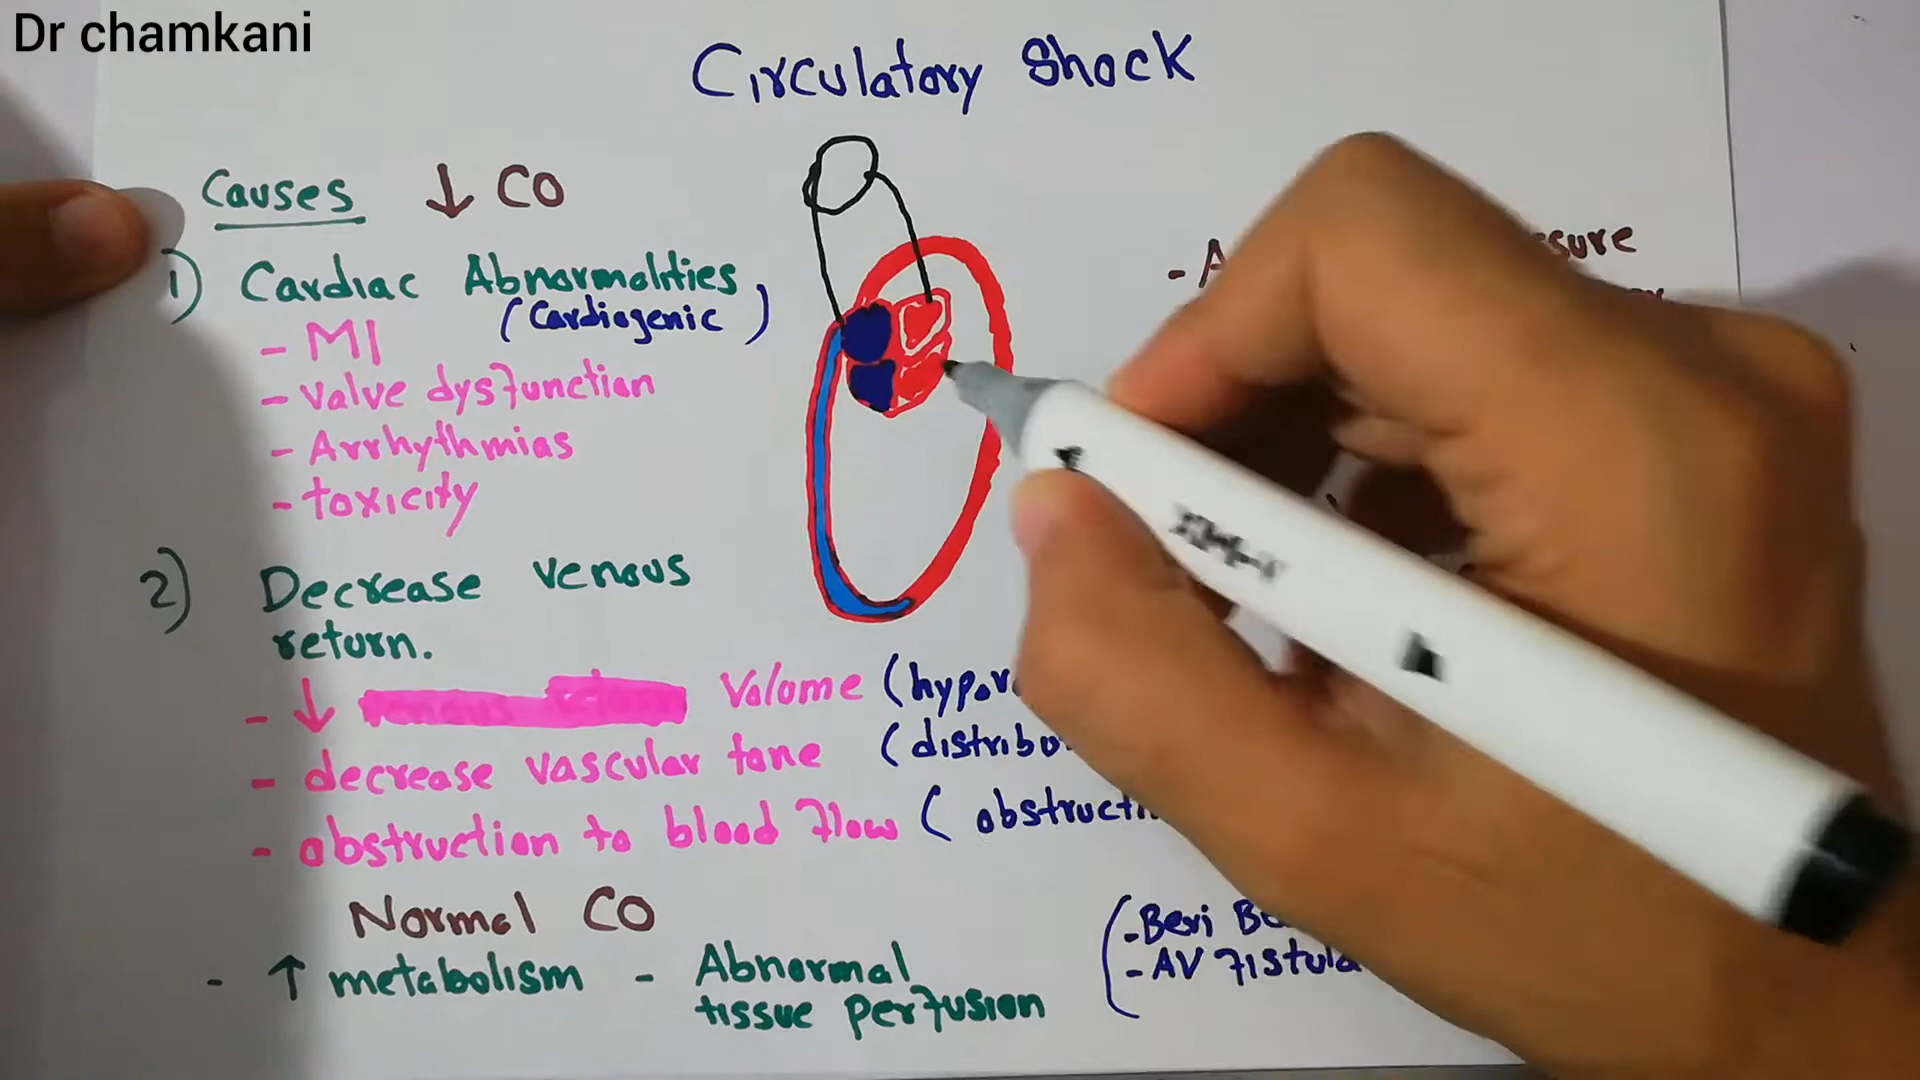 Dr chamkani
Circulatory Shock
Causes ↓ CO
1) Cardiac Abnormalities
(Cardiogenic)
- MI
- Valve dysfunction
- Arrhythmias
- toxicity
2) Decrease venous
return.
- ↓ Volume (hypov
- decrease vascular tone (distribu
- obstruction to blood flow (obstructi
Normal CO
- ↑ metabolism - Abnormal
tissue perfusion
- Beri Be
- AV fistula
- A
ssure